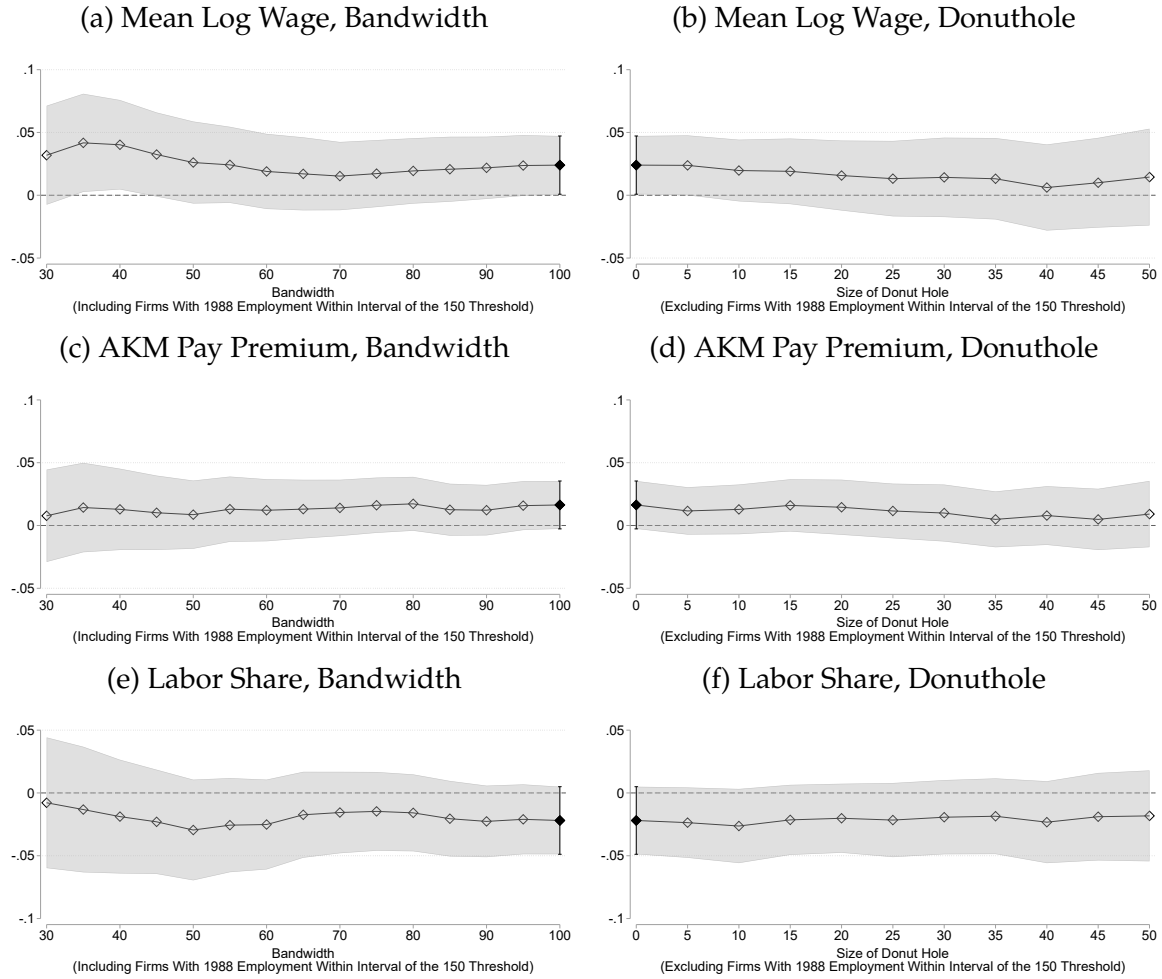 (a) Mean Log Wage, Bandwidth
.1
.05
0
-.05
30 40 50 60 70 80 90 100
Bandwidth
(Including Firms With 1988 Employment Within Interval of the 150 Threshold)
(b) Mean Log Wage, Donuthole
.1
.05
0
-.05
0 5 10 15 20 25 30 35 40 45 50
Size of Donut Hole
(Excluding Firms With 1988 Employment Within Interval of the 150 Threshold)
(c) AKM Pay Premium, Bandwidth
.1
.05
0
-.05
30 40 50 60 70 80 90 100
Bandwidth
(Including Firms With 1988 Employment Within Interval of the 150 Threshold)
(d) AKM Pay Premium, Donuthole
.1
.05
0
-.05
0 5 10 15 20 25 30 35 40 45 50
Size of Donut Hole
(Excluding Firms With 1988 Employment Within Interval of the 150 Threshold)
(e) Labor Share, Bandwidth
.05
0
-.05
-.1
30 40 50 60 70 80 90 100
Bandwidth
(Including Firms With 1988 Employment Within Interval of the 150 Threshold)
(f) Labor Share, Donuthole
.05
0
-.05
-.1
0 5 10 15 20 25 30 35 40 45 50
Size of Donut Hole
(Excluding Firms With 1988 Employment Within Interval of the 150 Threshold)